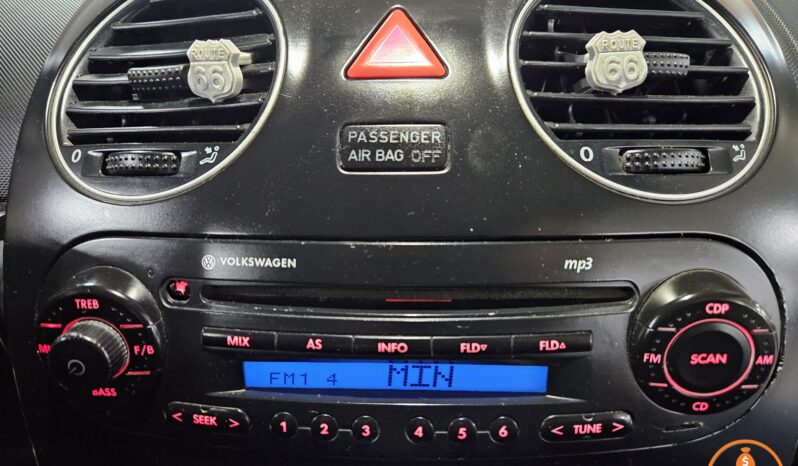 ROUTE
66
ROUTE
66
PASSENGER
AIR BAG OFF
0
0
VOLKSWAGEN
mp3
TREB
F/B
BASS
MIX
AS
INFO
FLD▿
FLD▵
FM1 4 MIN
CDP
FM
SCAN
AM
CD
< SEEK >
1
2
3
4
5
6
< TUNE >
$